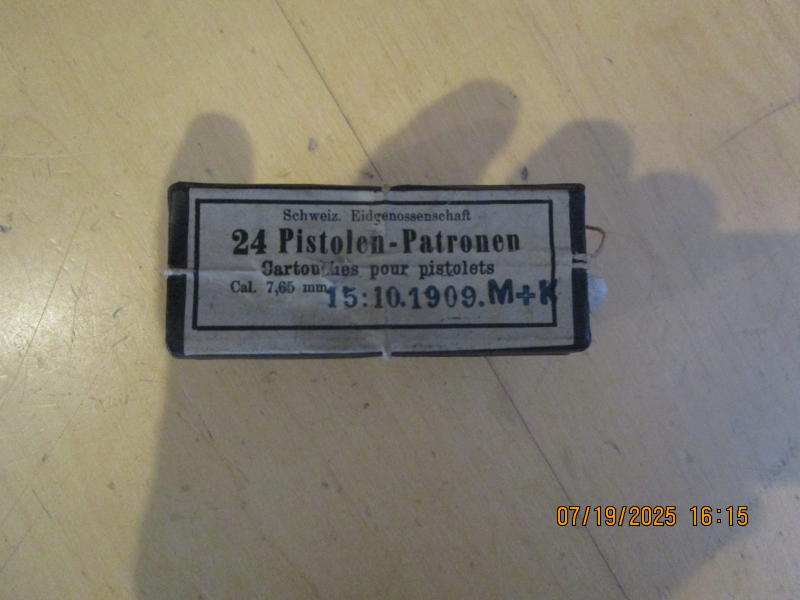 Schweiz. Eidgenossenschaft
24 Pistolen-Patronen
Cartouches pour pistolets
Cal. 7,65 mm 15:10.1909. M+K
07/19/2025 16:15